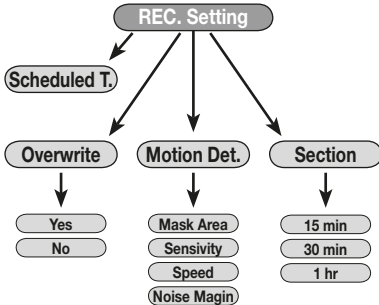 REC. Setting
Scheduled T.
Overwrite
Motion Det.
Section
Yes
No
Mask Area
Sensivity
Speed
Noise Magin
15 min
30 min
1 hr